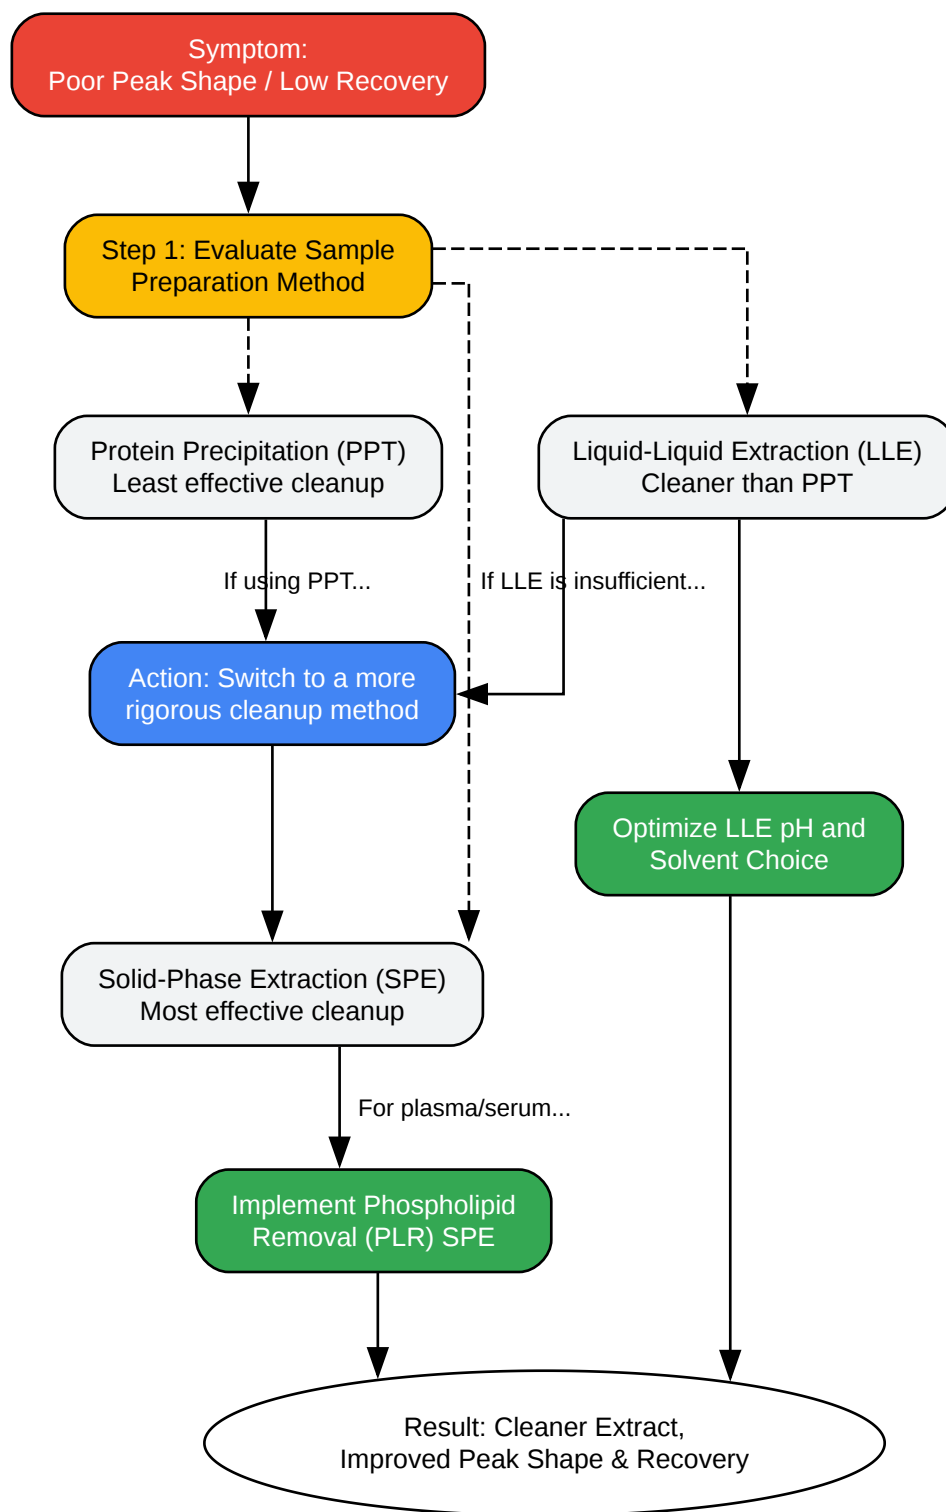 Symptom:
Poor Peak Shape / Low Recovery
Step 1: Evaluate Sample
Preparation Method
Protein Precipitation (PPT)
Least effective cleanup
Liquid-Liquid Extraction (LLE)
Cleaner than PPT
If using PPT...
If LLE is insufficient...
Action: Switch to a more
rigorous cleanup method
Optimize LLE pH and
Solvent Choice
Solid-Phase Extraction (SPE)
Most effective cleanup
For plasma/serum...
Implement Phospholipid
Removal (PLR) SPE
Result: Cleaner Extract,
Improved Peak Shape & Recovery